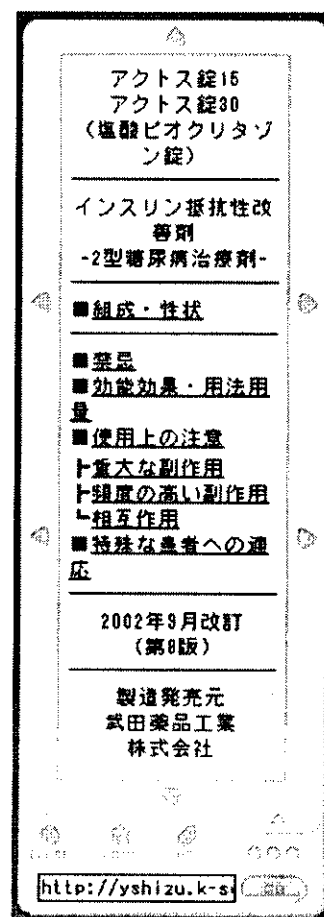 アクトス錠15
アクトス錠30
（塩酸ピオグリタゾ
ン錠）
インスリン抵抗性改
善剤
-2型糖尿病治療剤-
■組成・性状
■禁忌
■効能効果・用法用
量
■使用上の注意
├重大な副作用
├頻度の高い副作用
└相互作用
■特殊な患者への適
応
2002年9月改訂
（第8版）
製造発売元
武田薬品工業
株式会社
http://yshizu.k-s